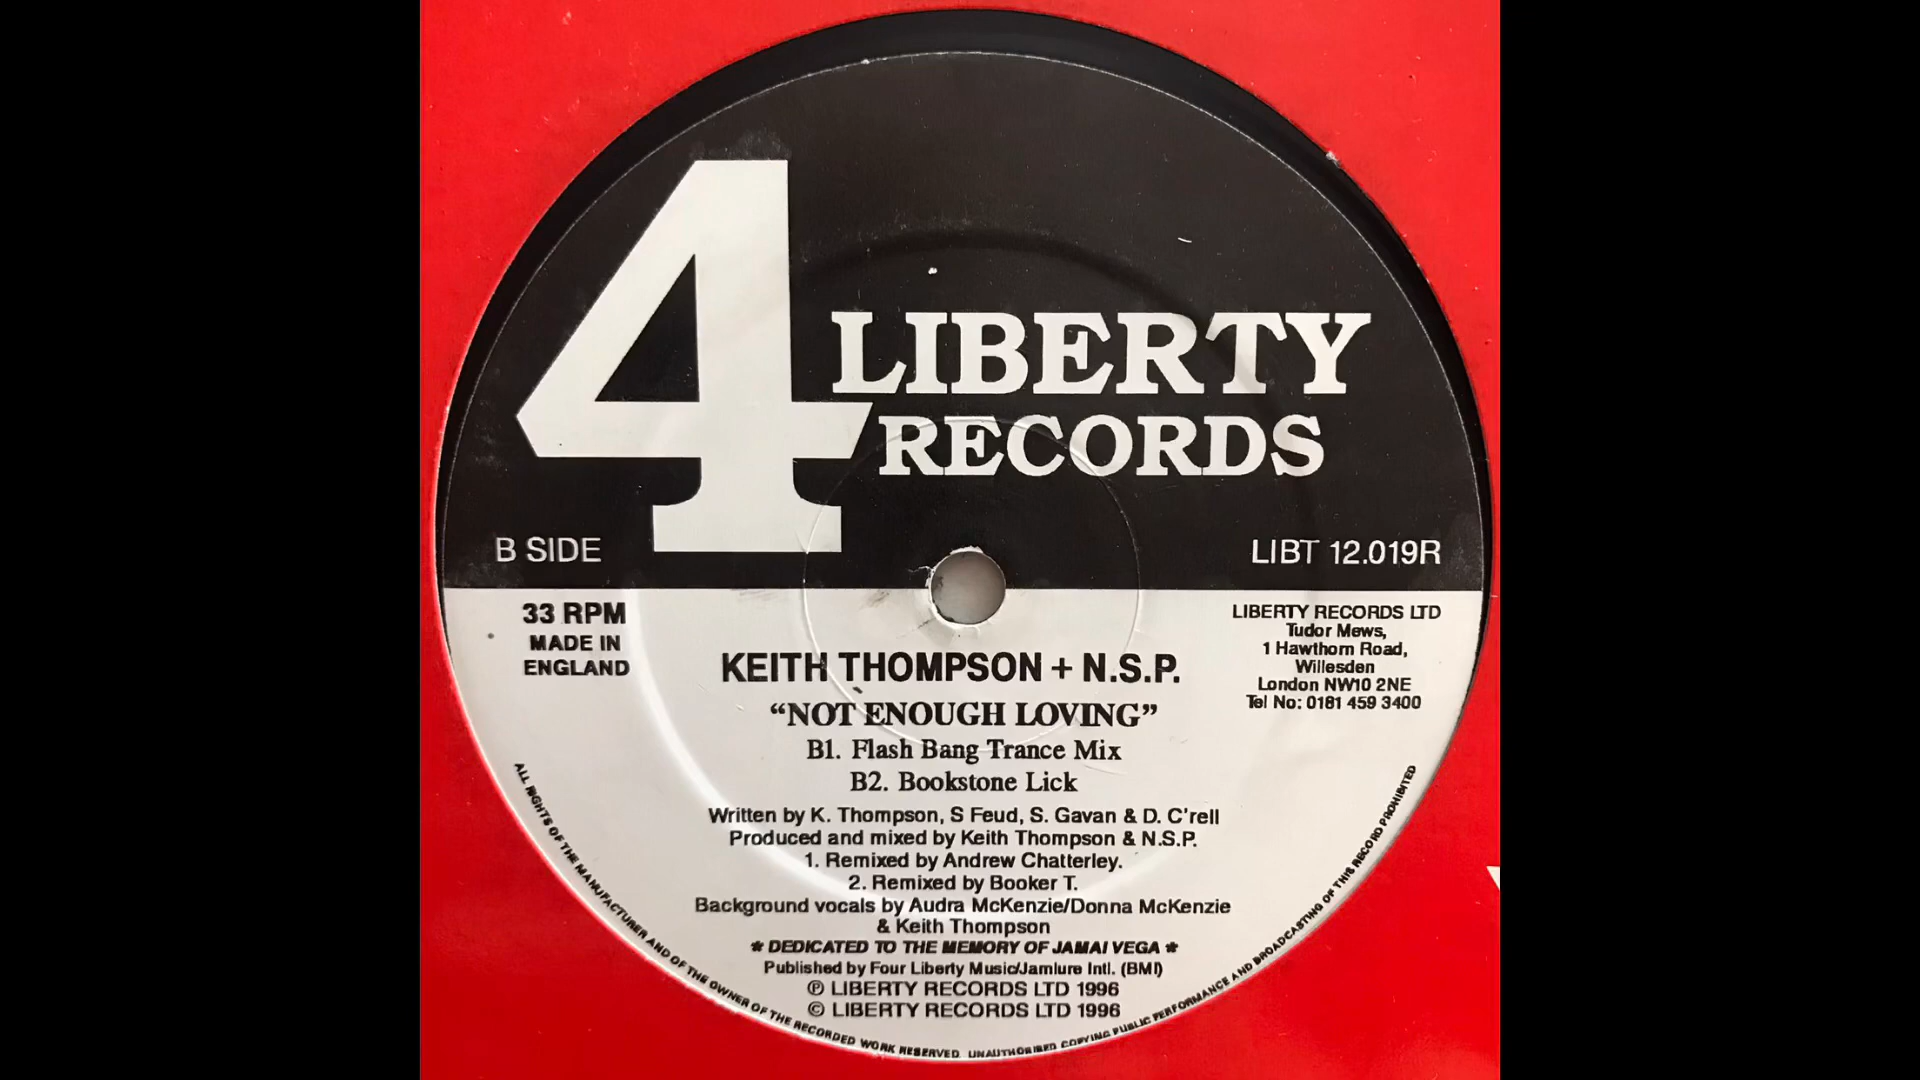 4 LIBERTY
RECORDS
B SIDE
LIBT 12.019R
33 RPM
MADE IN
ENGLAND
LIBERTY RECORDS LTD
Tudor Mews,
1 Hawthorn Road,
Willesden
London NW10 2NE
Tel No: 0181 459 3400
KEITH THOMPSON + N.S.P.
“NOT ENOUGH LOVING”
B1. Flash Bang Trance Mix
B2. Bookstone Lick
Written by K. Thompson, S Feud, S. Gavan & D. C'rell
Produced and mixed by Keith Thompson & N.S.P.
1. Remixed by Andrew Chatterley.
2. Remixed by Booker T.
Background vocals by Audra McKenzie/Donna McKenzie
& Keith Thompson
* DEDICATED TO THE MEMORY OF JAMAI VEGA *
Published by Four Liberty Music/Jamlure Intl. (BMI)
℗ LIBERTY RECORDS LTD 1996
© LIBERTY RECORDS LTD 1996
ALL RIGHTS OF THE MANUFACTURER AND OF THE OWNER OF THE RECORDED WORK RESERVED. UNAUTHORISED COPYING PUBLIC PERFORMANCE AND BROADCASTING OF THIS RECORD PROHIBITED